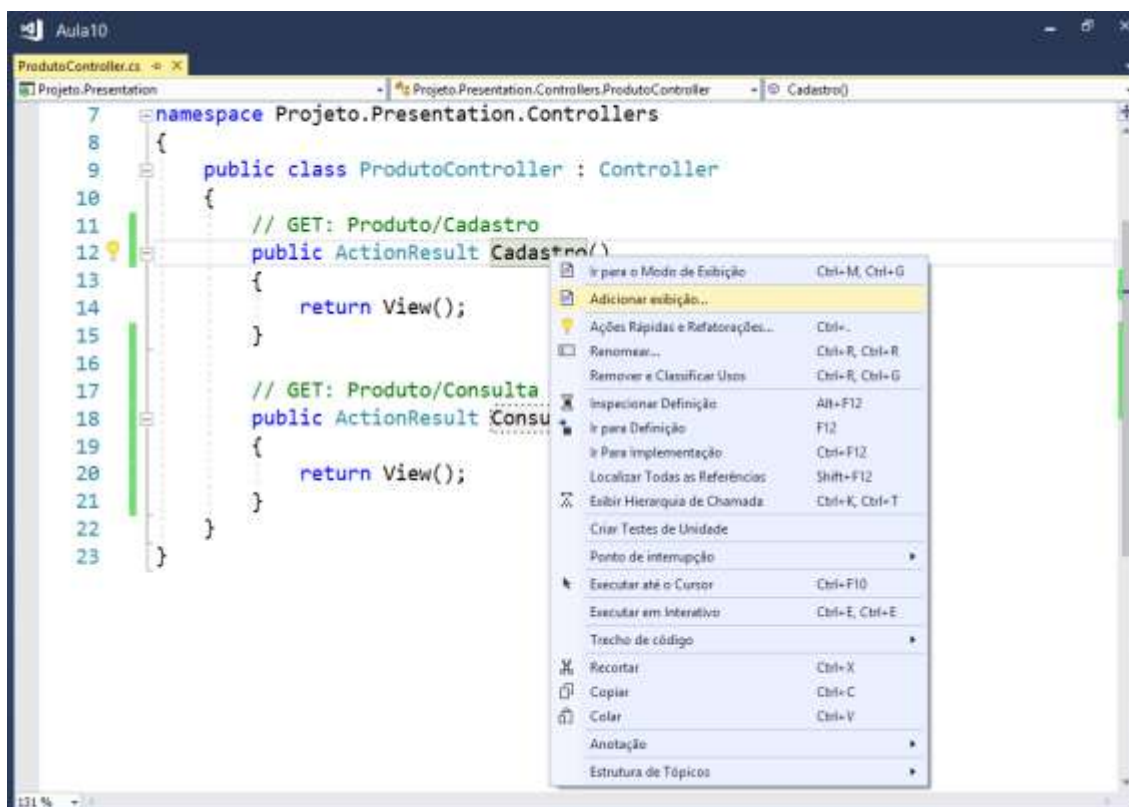 Aula10
ProdutoController.cs
Projeto.Presentation Projeto.Presentation.Controllers.ProdutoController Cadastro()
7 namespace Projeto.Presentation.Controllers
8 {
9 public class ProdutoController : Controller
10 {
11 // GET: Produto/Cadastro
12 public ActionResult Cadastro()
13 {
14 return View();
15 }
16
17 // GET: Produto/Consulta
18 public ActionResult Consu
19 {
20 return View();
21 }
22 }
23 }
Ir para o Modo de Exibição Ctrl+M, Ctrl+G
Adicionar exibição...
Ações Rápidas e Refatorações... Ctrl+.
Renomear... Ctrl+R, Ctrl+R
Remover e Classificar Usos Ctrl+R, Ctrl+G
Inspecionar Definição Alt+F12
Ir para Definição F12
Ir Para Implementação Ctrl+F12
Localizar Todas as Referências Shift+F12
Exibir Hierarquia de Chamada Ctrl+K, Ctrl+T
Criar Testes de Unidade
Ponto de interrupção
Executar até o Cursor Ctrl+F10
Executar em Interativo Ctrl+E, Ctrl+E
Trecho de código
Recortar Ctrl+X
Copiar Ctrl+C
Colar Ctrl+V
Anotação
Estrutura de Tópicos
131 %